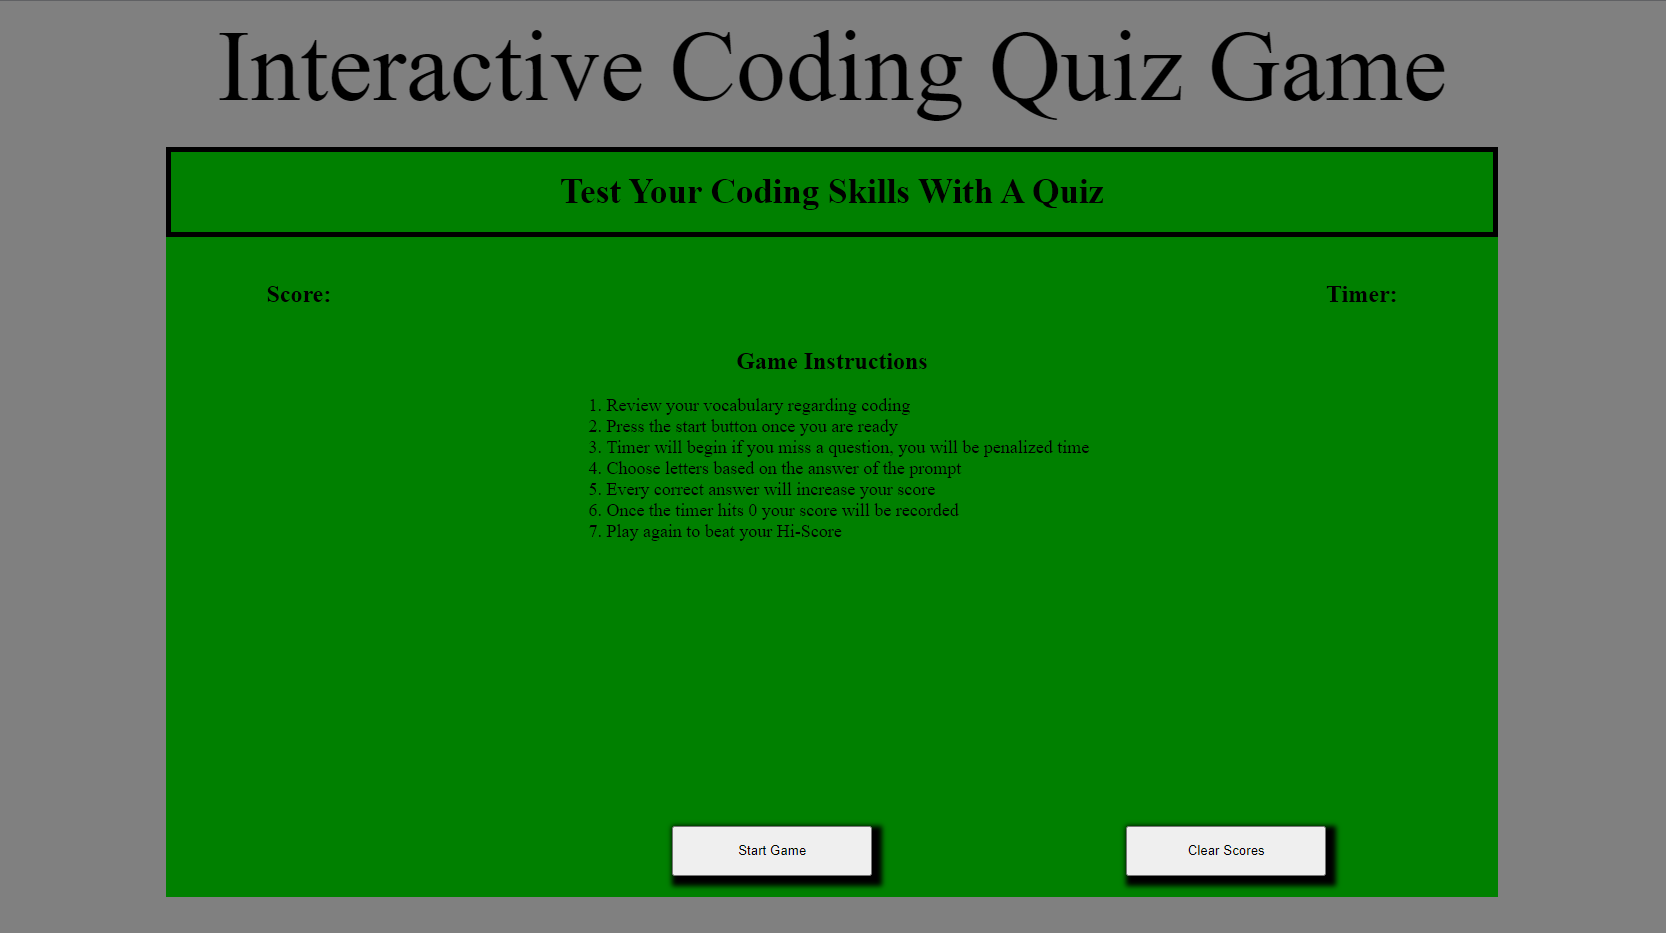 Interactive Coding Quiz Game
Test Your Coding Skills With A Quiz
Score:
Timer:
Game Instructions
1. Review your vocabulary regarding coding
2. Press the start button once you are ready
3. Timer will begin if you miss a question, you will be penalized time
4. Choose letters based on the answer of the prompt
5. Every correct answer will increase your score
6. Once the timer hits 0 your score will be recorded
7. Play again to beat your Hi-Score
Start Game
Clear Scores